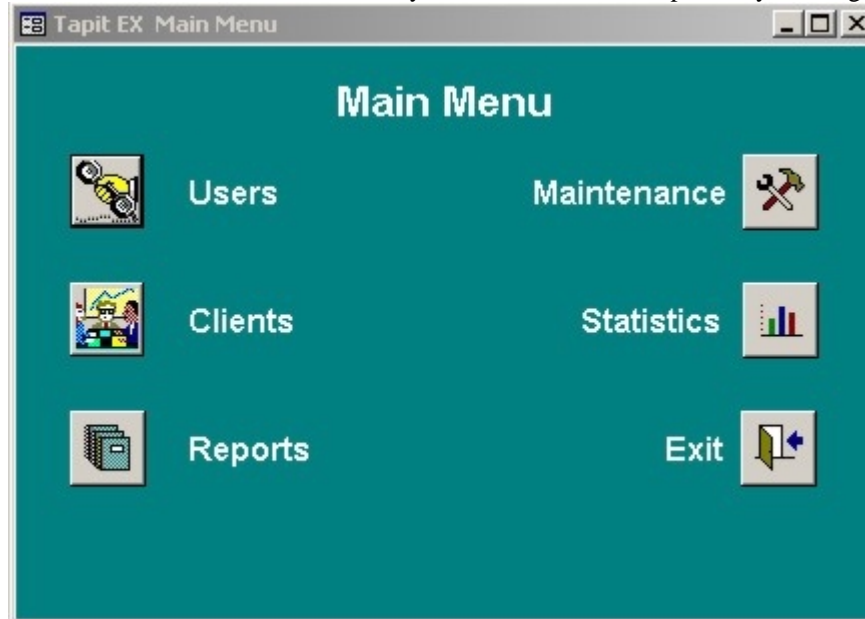 Tapit EX Main Menu
Main Menu
Users
Maintenance
Clients
Statistics
Reports
Exit